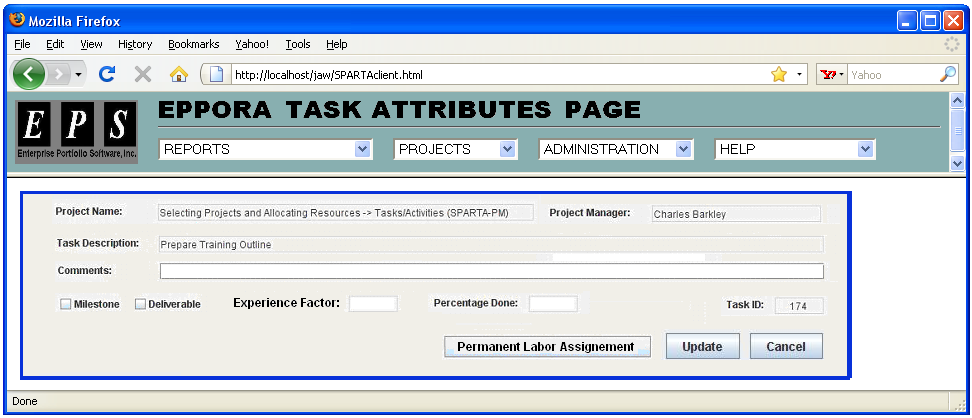 Mozilla Firefox
File Edit View History Bookmarks Yahoo! Tools Help
http://localhost/jaw/SPARTAclient.html
Y! Yahoo
EPS
Enterprise Portfolio Software, Inc.
EPPORA TASK ATTRIBUTES PAGE
REPORTS PROJECTS ADMINISTRATION HELP
Project Name: Selecting Projects and Allocating Resources -> Tasks/Activities (SPARTA-PM) Project Manager: Charles Barkley
Task Description: Prepare Training Outline
Comments:
Milestone Deliverable Experience Factor: Percentage Done: Task ID: 174
Permanent Labor Assignement Update Cancel
Done